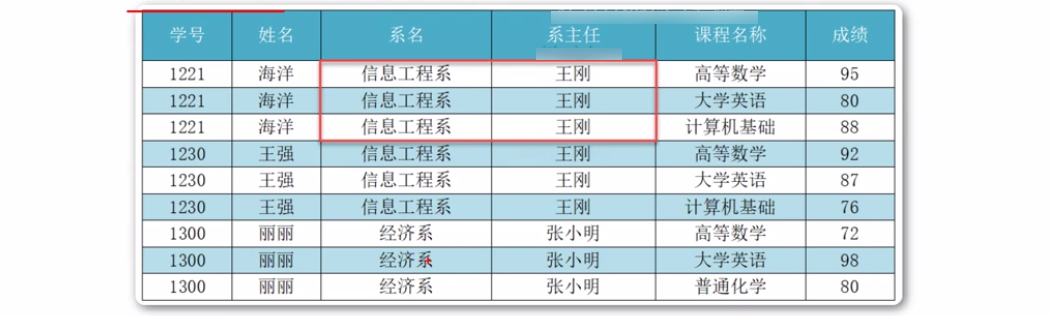 学号 姓名 系名 系主任 课程名称 成绩
1221 海洋 信息工程系 王刚 高等数学 95
1221 海洋 信息工程系 王刚 大学英语 80
1221 海洋 信息工程系 王刚 计算机基础 88
1230 王强 信息工程系 王刚 高等数学 92
1230 王强 信息工程系 王刚 大学英语 87
1230 王强 信息工程系 王刚 计算机基础 76
1300 丽丽 经济系 张小明 高等数学 72
1300 丽丽 经济系 张小明 大学英语 98
1300 丽丽 经济系 张小明 普通化学 80